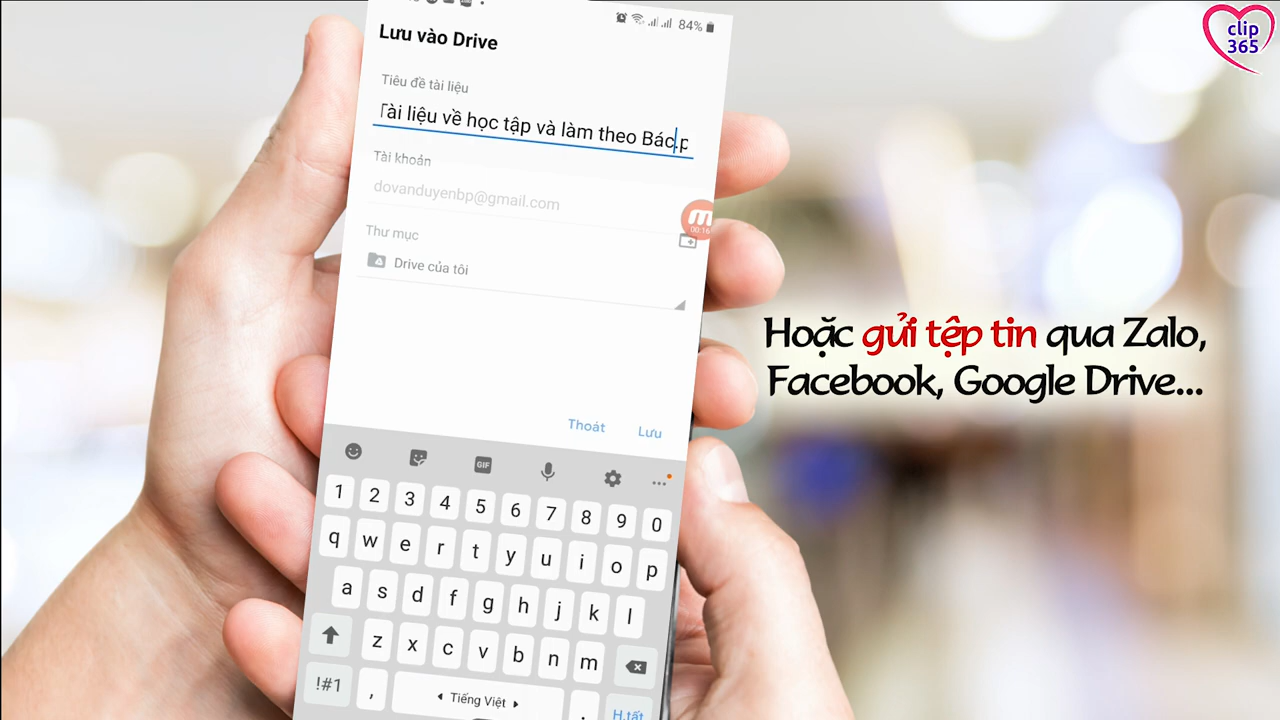 84%
Lưu vào Drive
Tiêu đề tài liệu
Tài liệu về học tập và làm theo Bác.p
Tài khoản
dovanduyenbp@gmail.com
00:16
Thư mục
Drive của tôi
Thoát Lưu
GIF
1 2 3 4 5 6 7 8 9 0
q w e r t y u i o p
a s d f g h j k l
z x c v b n m
!#1 , Tiếng Việt . H.tất
clip
365
Hoặc gửi tệp tin qua Zalo,
Facebook, Google Drive...